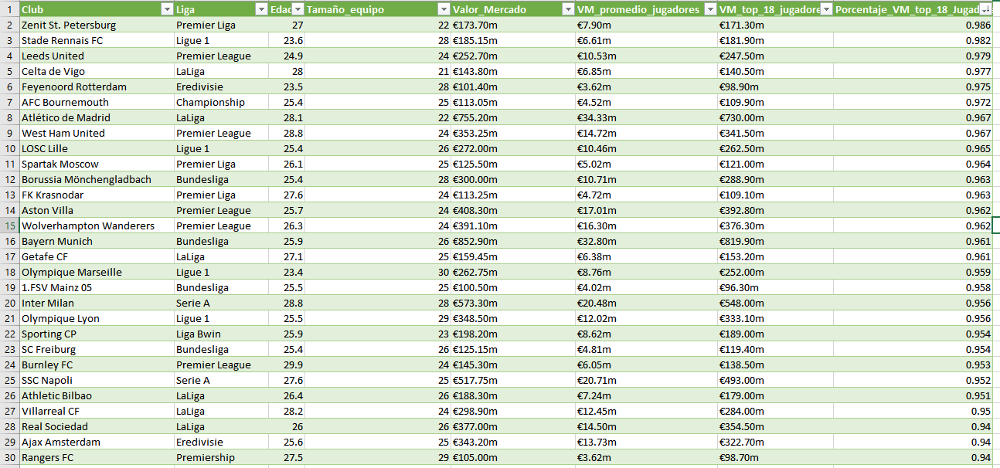 1 Club Liga Edad Tamaño_equipo Valor_Mercado VM_promedio_jugadores VM_top_18_jugadore Porcentaje_VM_top_18_Jugad
2 Zenit St. Petersburg Premier Liga 27 22 €173.70m €7.90m €171.30m 0.986
3 Stade Rennais FC Ligue 1 23.6 28 €185.15m €6.61m €181.90m 0.982
4 Leeds United Premier League 24.9 24 €252.70m €10.53m €247.50m 0.979
5 Celta de Vigo LaLiga 28 21 €143.80m €6.85m €140.50m 0.977
6 Feyenoord Rotterdam Eredivisie 23.5 28 €101.40m €3.62m €98.90m 0.975
7 AFC Bournemouth Championship 25.4 25 €113.05m €4.52m €109.90m 0.972
8 Atlético de Madrid LaLiga 28.1 22 €755.20m €34.33m €730.00m 0.967
9 West Ham United Premier League 28.8 24 €353.25m €14.72m €341.50m 0.967
10 LOSC Lille Ligue 1 25.4 26 €272.00m €10.46m €262.50m 0.965
11 Spartak Moscow Premier Liga 26.1 25 €125.50m €5.02m €121.00m 0.964
12 Borussia Mönchengladbach Bundesliga 25.4 28 €300.00m €10.71m €288.90m 0.963
13 FK Krasnodar Premier Liga 27.6 24 €113.25m €4.72m €109.10m 0.963
14 Aston Villa Premier League 25.7 24 €408.30m €17.01m €392.80m 0.962
15 Wolverhampton Wanderers Premier League 26.3 24 €391.10m €16.30m €376.30m 0.962
16 Bayern Munich Bundesliga 25.9 26 €852.90m €32.80m €819.90m 0.961
17 Getafe CF LaLiga 27.1 25 €159.45m €6.38m €153.20m 0.961
18 Olympique Marseille Ligue 1 23.4 30 €262.75m €8.76m €252.00m 0.959
19 1.FSV Mainz 05 Bundesliga 25.5 25 €100.50m €4.02m €96.30m 0.958
20 Inter Milan Serie A 28.8 28 €573.30m €20.48m €548.00m 0.956
21 Olympique Lyon Ligue 1 25.5 29 €348.50m €12.02m €333.10m 0.956
22 Sporting CP Liga Bwin 25.9 23 €198.20m €8.62m €189.00m 0.954
23 SC Freiburg Bundesliga 25.4 26 €125.15m €4.81m €119.40m 0.954
24 Burnley FC Premier League 29.9 24 €145.30m €6.05m €138.50m 0.953
25 SSC Napoli Serie A 27.6 25 €517.75m €20.71m €493.00m 0.952
26 Athletic Bilbao LaLiga 26.4 26 €188.30m €7.24m €179.00m 0.951
27 Villarreal CF LaLiga 28.2 24 €298.90m €12.45m €284.00m 0.95
28 Real Sociedad LaLiga 26 26 €377.00m €14.50m €354.50m 0.94
29 Ajax Amsterdam Eredivisie 25.6 25 €343.20m €13.73m €322.70m 0.94
30 Rangers FC Premiership 27.5 29 €105.00m €3.62m €98.70m 0.94